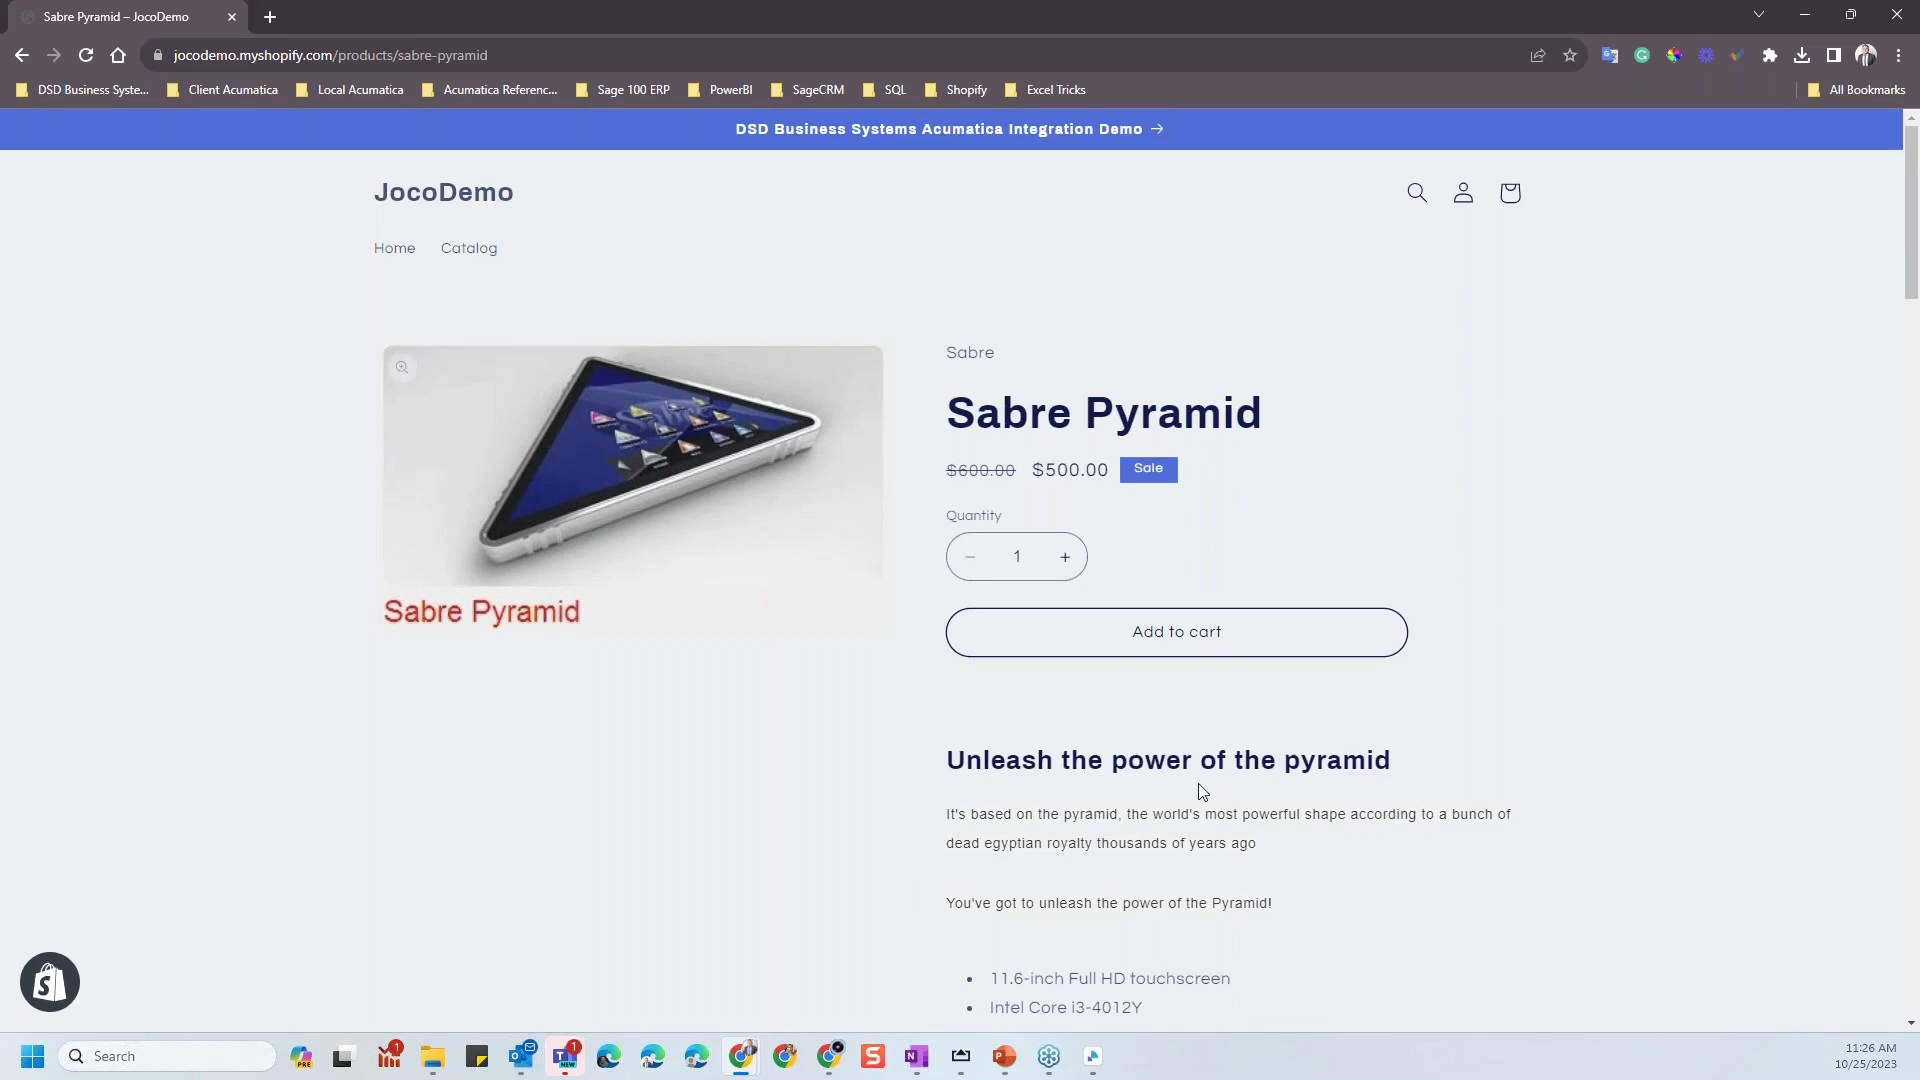 Sabre Pyramid – JocoDemo
jocodemo.myshopify.com/products/sabre-pyramid
DSD Business Syste... Client Acumatica Local Acumatica Acumatica Referenc... Sage 100 ERP PowerBI SageCRM SQL Shopify Excel Tricks All Bookmarks
DSD Business Systems Acumatica Integration Demo →
JocoDemo
Home Catalog
Sabre Pyramid
Sabre
Sabre Pyramid
$600.00 $500.00 Sale
Quantity
− 1 +
Add to cart
Unleash the power of the pyramid
It's based on the pyramid, the world's most powerful shape according to a bunch of
dead egyptian royalty thousands of years ago
You've got to unleash the power of the Pyramid!
• 11.6-inch Full HD touchscreen
• Intel Core i3-4012Y
Search
PRE
1
1
NEW
11:26 AM
10/25/2023